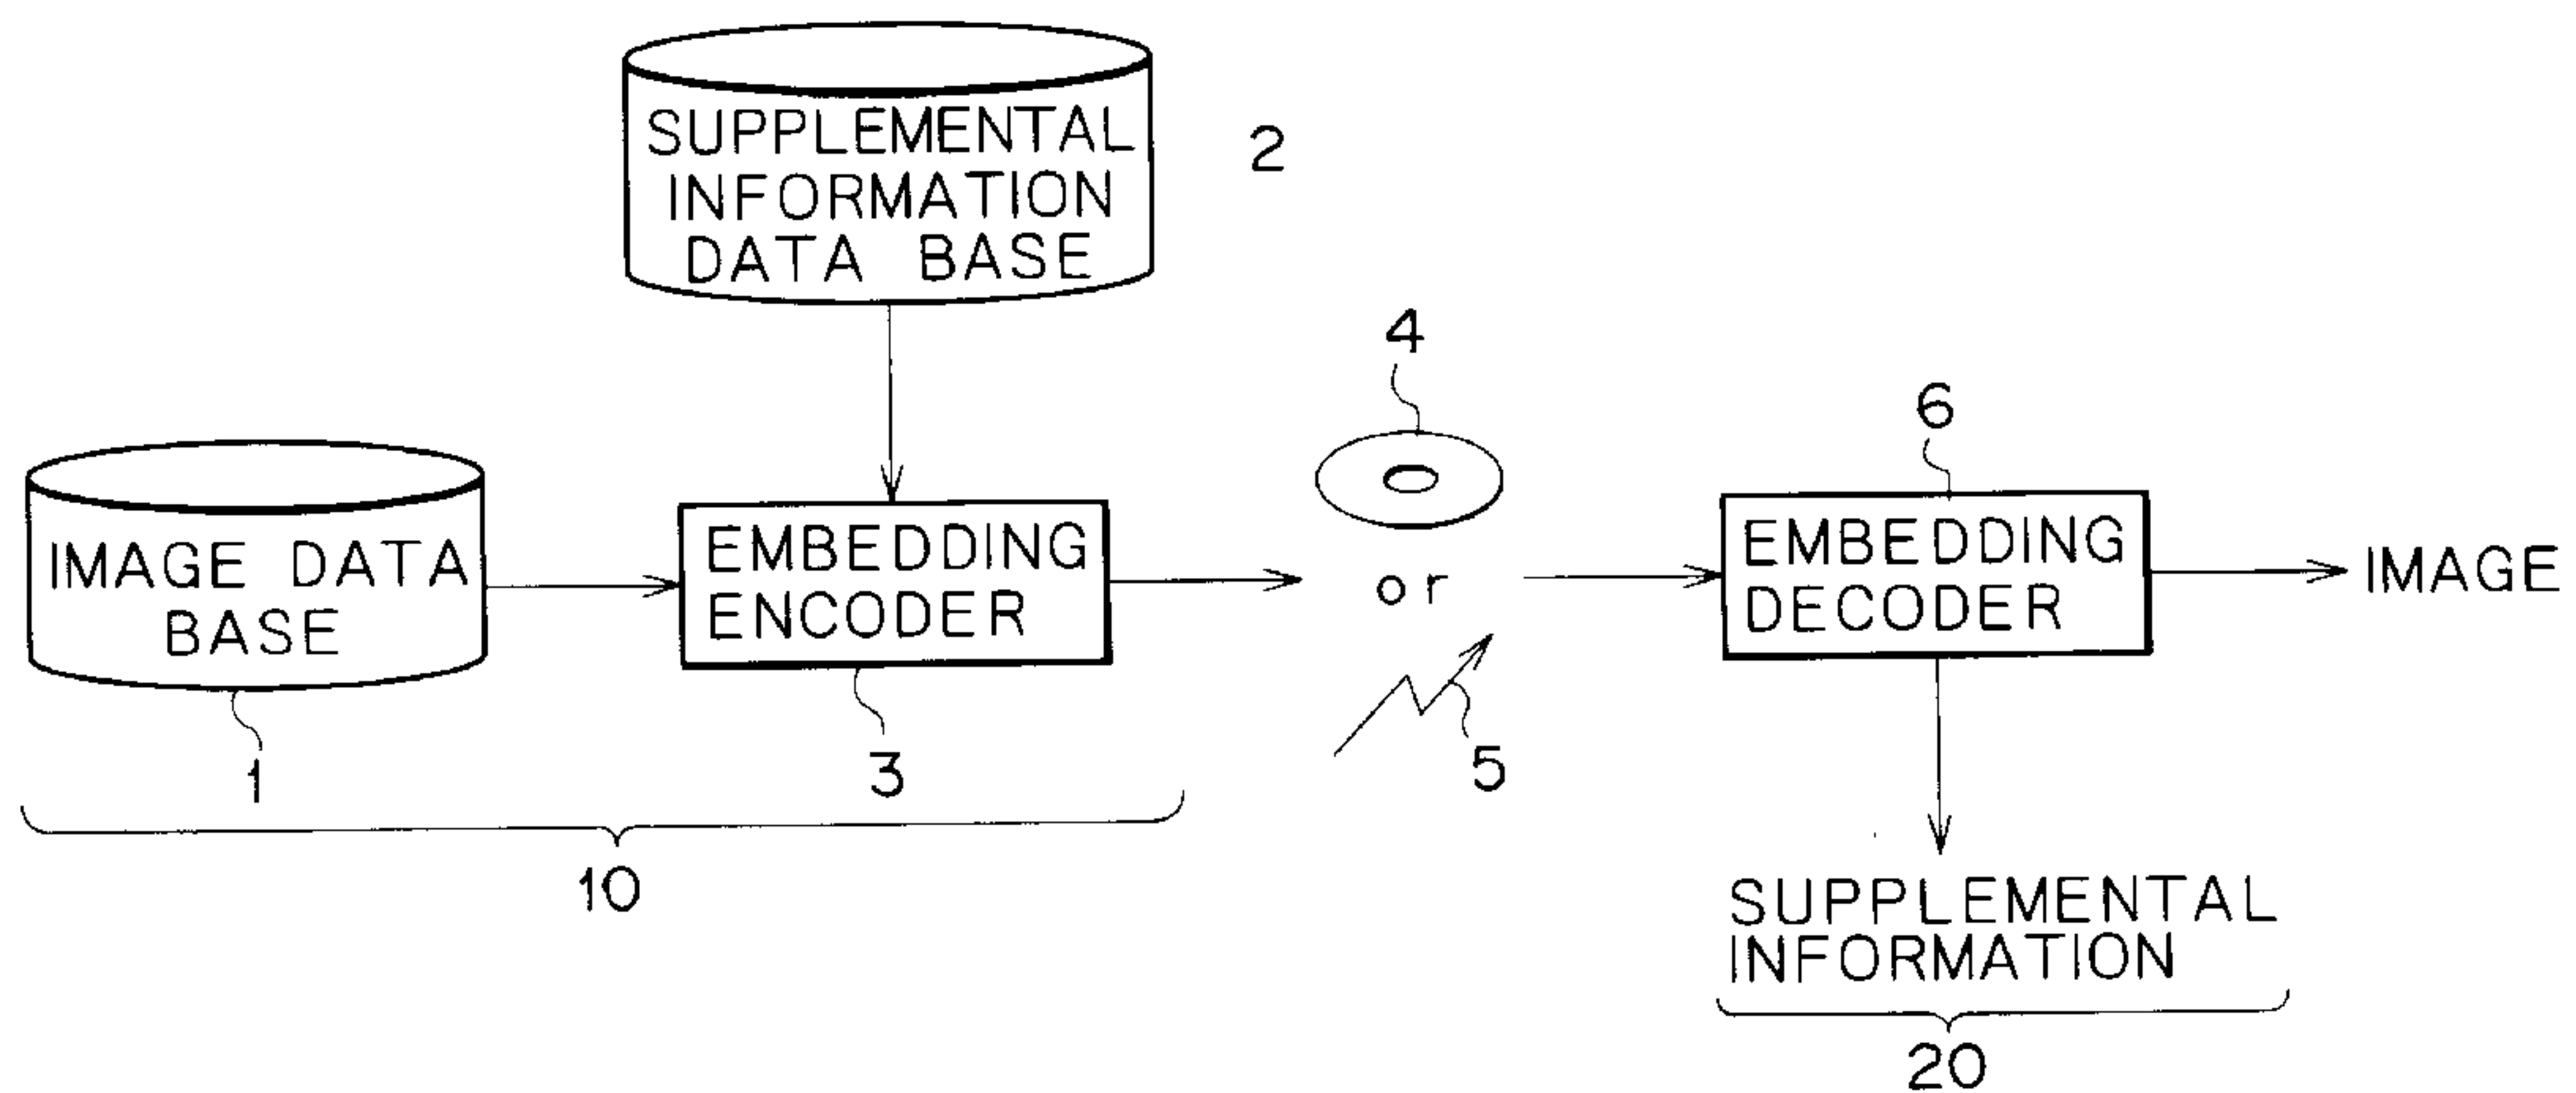 SUPPLEMENTAL
INFORMATION
DATA BASE
2
4
6
IMAGE DATA
BASE
EMBEDDING
ENCODER
or
EMBEDDING
DECODER
IMAGE
1
3
5
10
SUPPLEMENTAL
INFORMATION
20